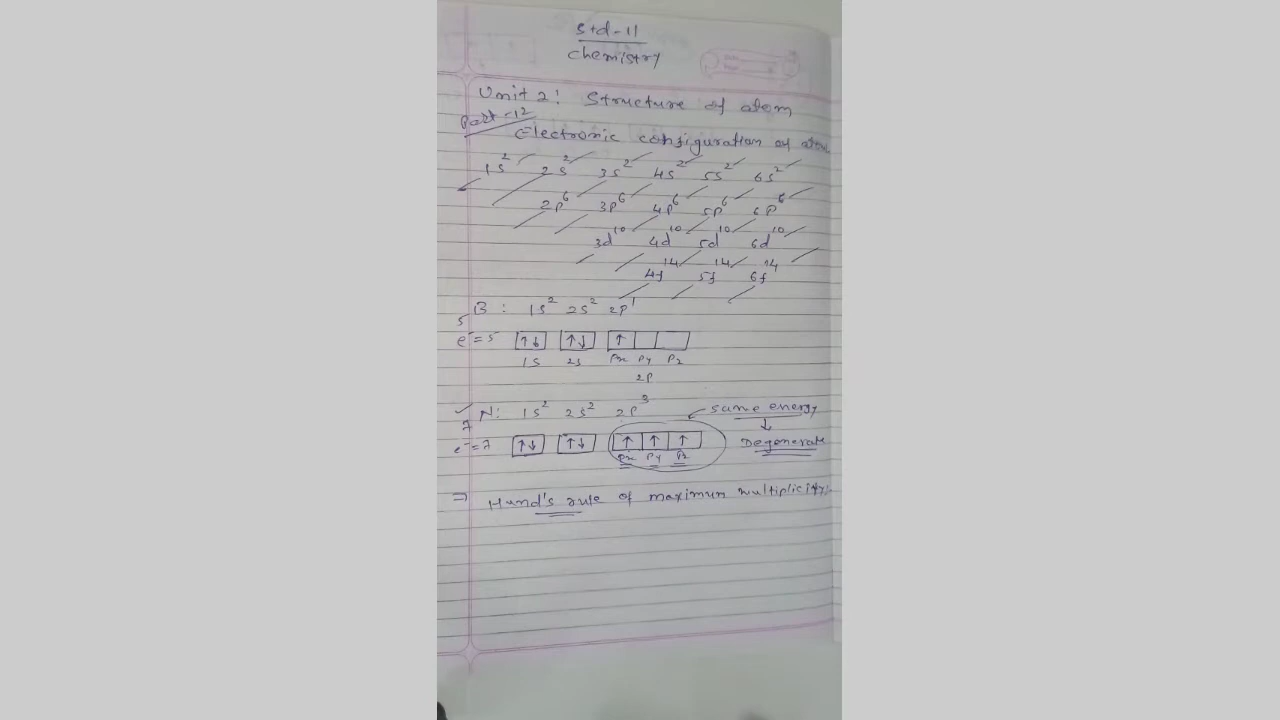 Std-11
Chemistry
Unit 2: Structure of atom
Part-12
Electronic configuration of atom
1s² 2s² 3s² 4s² 5s² 6s²
2p⁶ 3p⁶ 4p⁶ 5p⁶ 6p⁶
3d¹⁰ 4d¹⁰ 5d¹⁰ 6d¹⁰
4f¹⁴ 5f¹⁴ 6f¹⁴
₅B : 1s² 2s² 2p¹
e⁻=5 ↑↓ ↑↓ ↑
1s 2s Px Py Pz
2p
₇N: 1s² 2s² 2p³ same energy
e⁻=7 ↑↓ ↑↓ ↑ ↑ ↑ Degenerate
Px Py Pz
⇒ Hund's rule of maximum multiplicity: